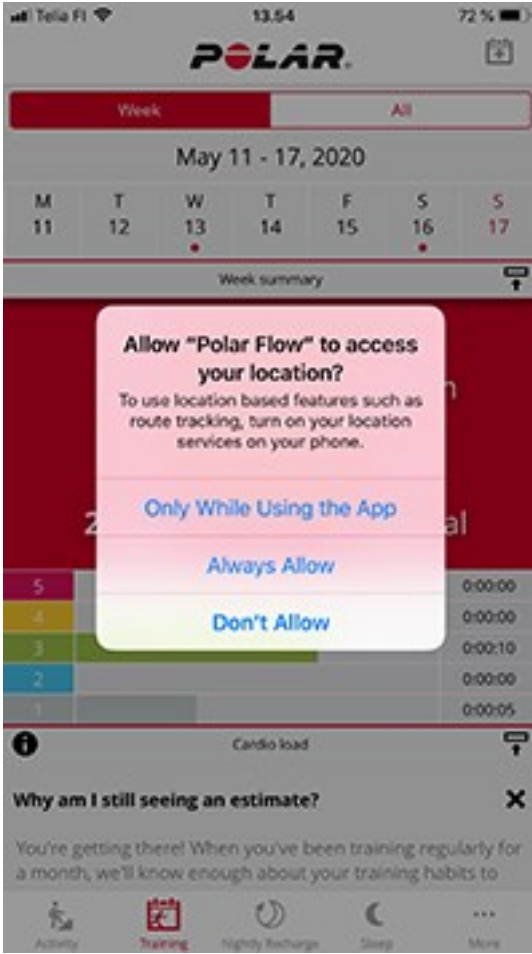 Telia FI 13.54 72 %
POLAR.
Week All
May 11 - 17, 2020
M T W T F S S
11 12 13 14 15 16 17
Week summary
n
Allow “Polar Flow” to access
your location?
To use location based features such as
route tracking, turn on your location
services on your phone.
Only While Using the App
2 al
Always Allow
5 0:00:00
Don’t Allow
4 0:00:00
3 0:00:10
2 0:00:00
1 0:00:05
Cardio load
Why am I still seeing an estimate?
You're getting there! When you've been training regularly for
a month, we'll know enough about your training habits to
Activity Training Nightly Recharge Sleep More